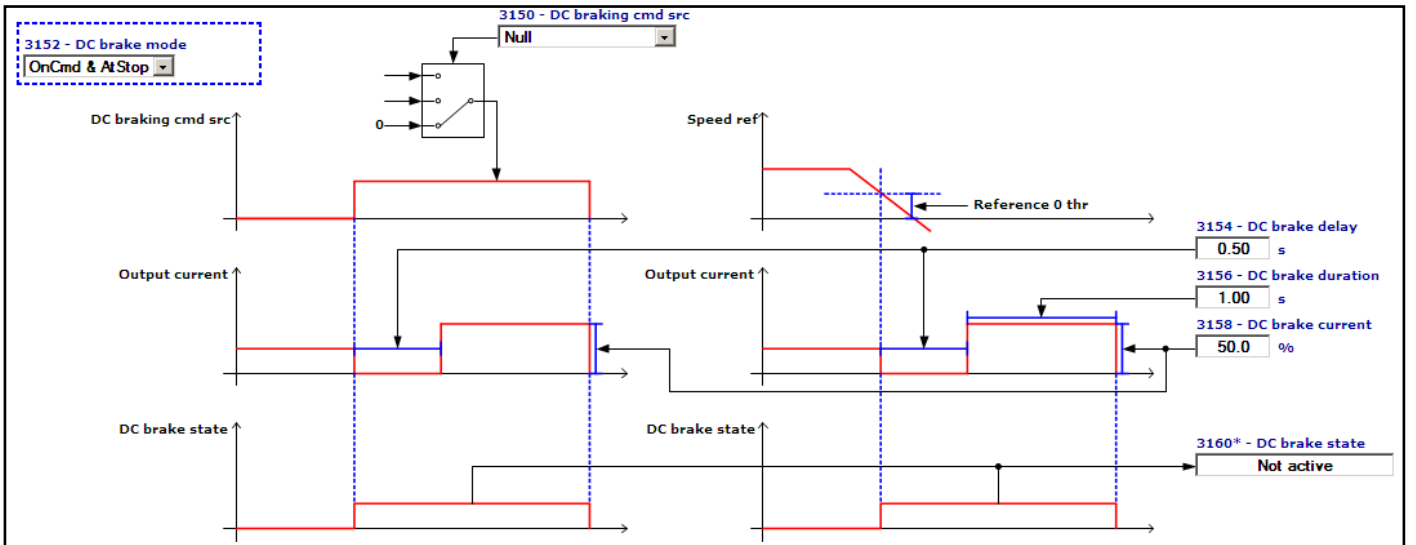 3150 - DC braking cmd src
Null
3152 - DC brake mode
OnCmd & AtStop
DC braking cmd src
0
Speed ref
Reference 0 thr
3154 - DC brake delay
0.50 s
Output current
Output current
3156 - DC brake duration
1.00 s
3158 - DC brake current
50.0 %
DC brake state
DC brake state
3160* - DC brake state
Not active